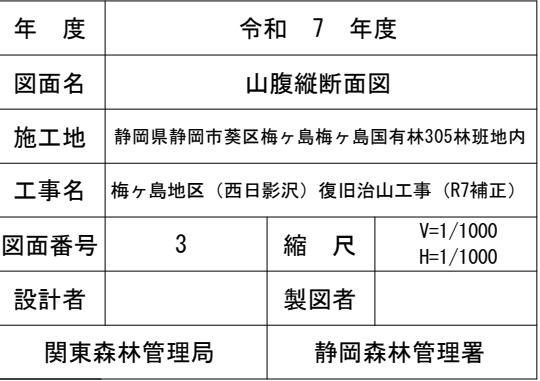 年　度　令和　7　年度
図面名　山腹縦断面図
施工地　静岡県静岡市葵区梅ヶ島梅ヶ島国有林305林班地内
工事名　梅ヶ島地区（西日影沢）復旧治山工事（R7補正）
図面番号　3　縮　尺　V=1/1000
H=1/1000
設計者　製図者
関東森林管理局　静岡森林管理署